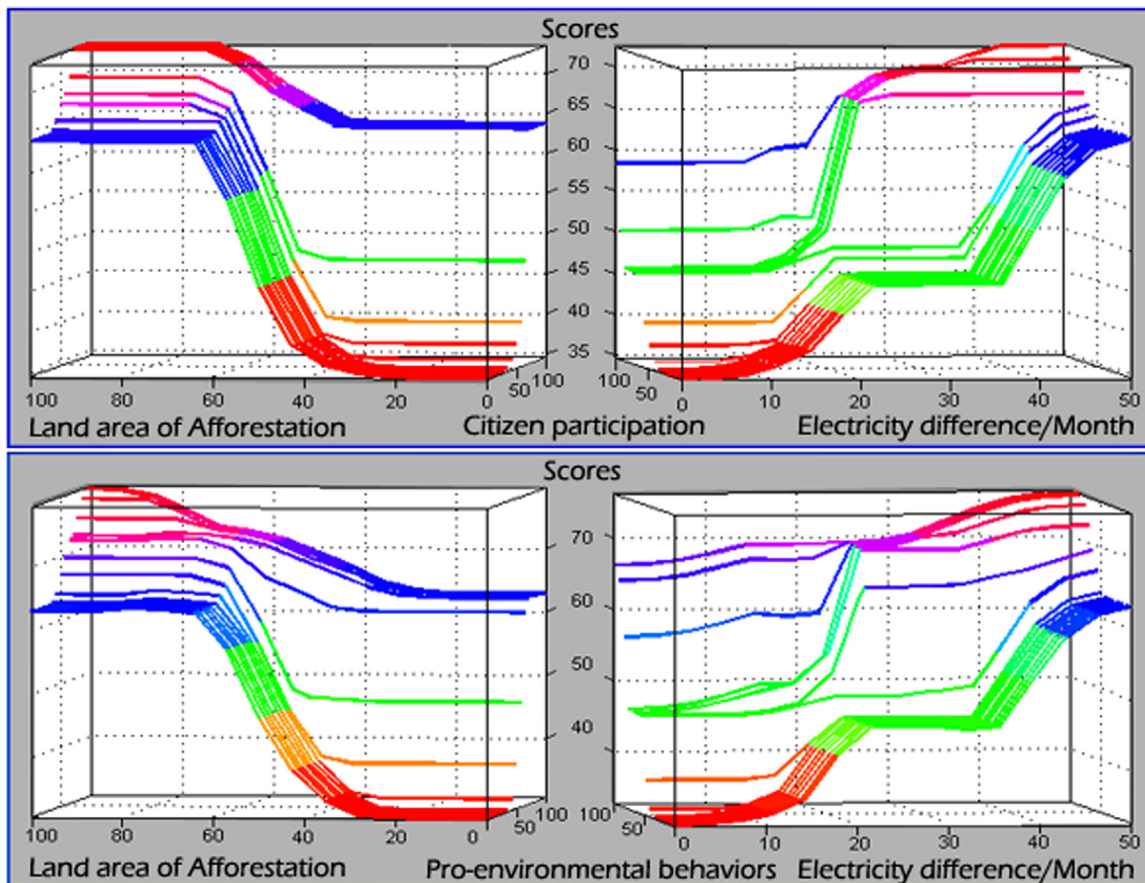 Scores
70
65
60
55
50
45
40
35
100 80 60 40 20 0 50 100
100 50 0 10 20 30 40 50
Land area of Afforestation Citizen participation Electricity difference/Month
Scores
70
60
50
40
100 80 60 40 20 0 50 100
100 50 0 10 20 30 40 50
Land area of Afforestation Pro-environmental behaviors Electricity difference/Month